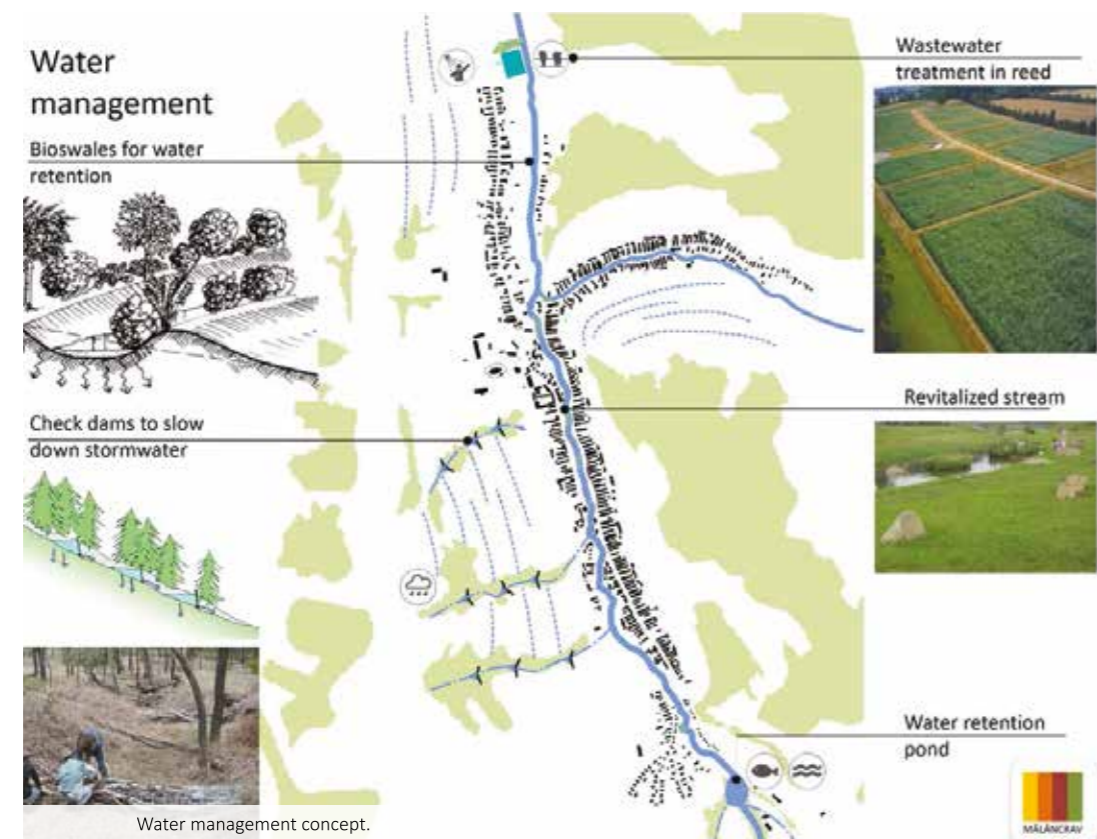 Water
management
Bioswales for water
retention
Check dams to slow
down stormwater
Wastewater
treatment in reed
Revitalized stream
Water retention
pond
MĂLÂNCRAV
Water management concept.